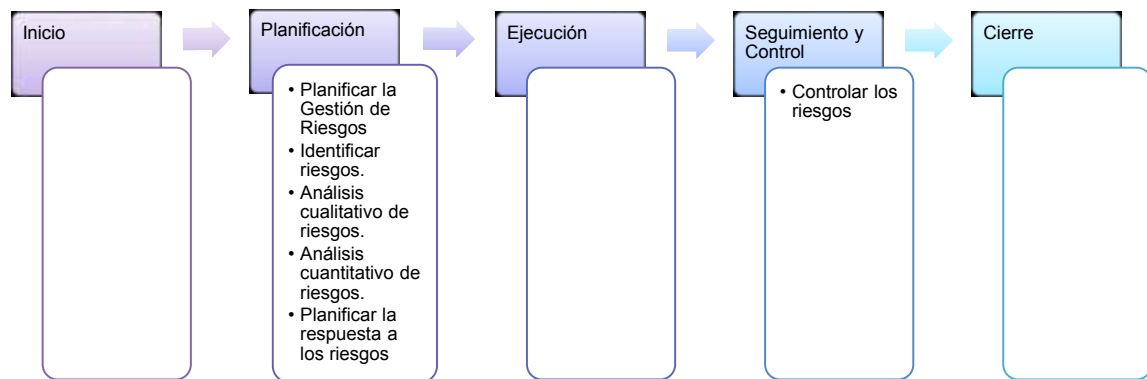 Inicio
Planificación
• Planificar la
Gestión de
Riesgos
• Identificar
riesgos.
• Análisis
cualitativo de
riesgos.
• Análisis
cuantitativo de
riesgos.
• Planificar la
respuesta a
los riesgos
Ejecución
Seguimiento y
Control
• Controlar los
riesgos
Cierre